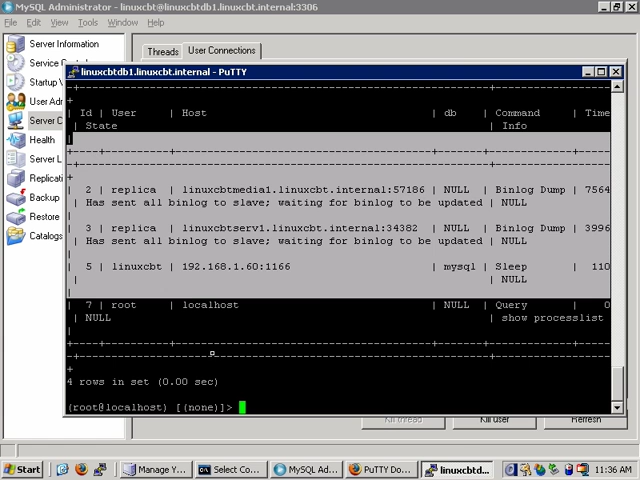 MySQL Administrator - linuxcbt@linuxcbtdb1.linuxcbt.internal:3306
File Edit View Tools Window Help
Server Information
Threads User Connections
Service
Startup V
User Adm
Server C
Health
Server L
Replicati
Backup
Restore
Catalogs
linuxcbtdb1.linuxcbt.internal - PuTTY
| Id | User | Host | db | Command | Time
| State | Info
| 2 | replica | linuxcbtmedia1.linuxcbt.internal:57186 | NULL | Binlog Dump | 7564
| Has sent all binlog to slave; waiting for binlog to be updated | NULL
| 3 | replica | linuxcbtserv1.linuxcbt.internal:34382 | NULL | Binlog Dump | 3996
| Has sent all binlog to slave; waiting for binlog to be updated | NULL
| 5 | linuxcbt | 192.168.1.60:1166 | mysql | Sleep | 110
| | NULL
| 7 | root | localhost | NULL | Query | 0
| NULL | show processlist
4 rows in set (0.00 sec)
(root@localhost) [(none)]>
Kill thread Kill user Refresh
Start Manage Y... Select Co... MySQL Ad... PuTTY Do... linuxcbtd... 11:36 AM